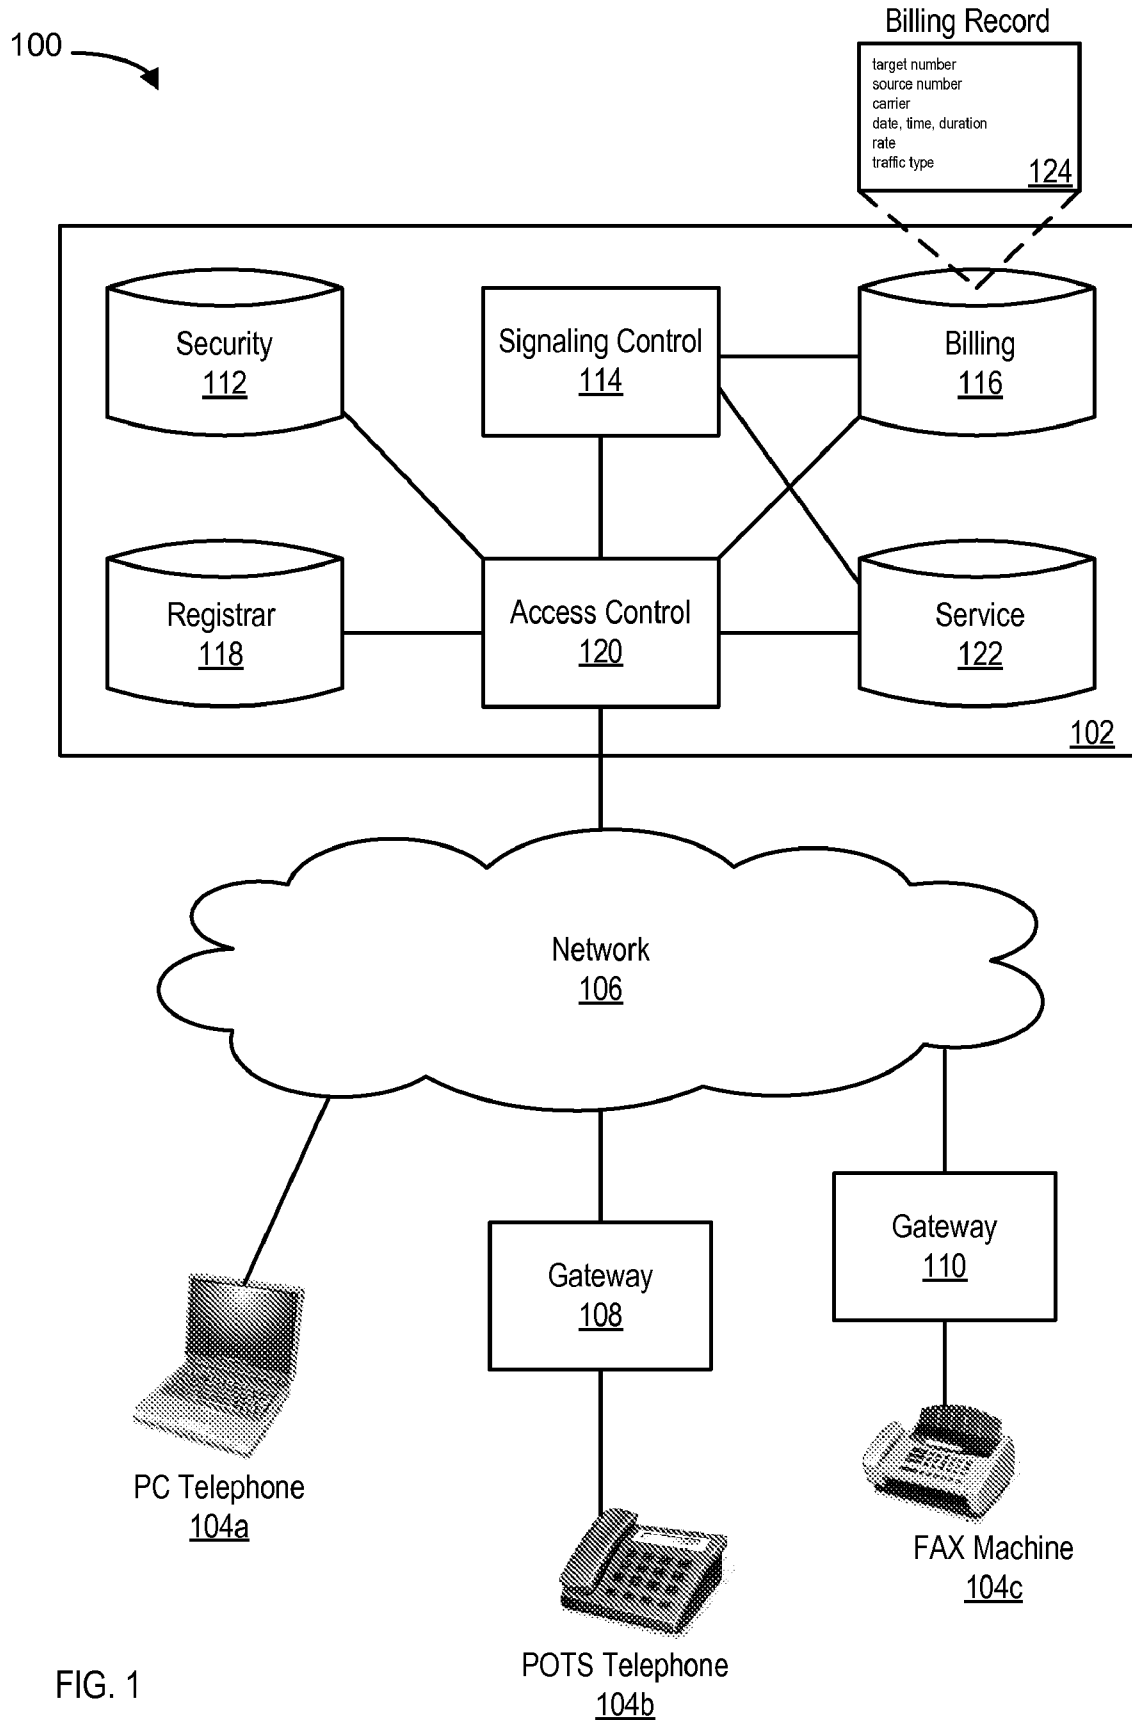 Billing Record
100
target number
source number
carrier
date, time, duration
rate
traffic type
124
Security
112
Signaling Control
114
Billing
116
Registrar
118
Access Control
120
Service
122
102
Network
106
Gateway
108
Gateway
110
PC Telephone
104a
POTS Telephone
104b
FAX Machine
104c
FIG. 1